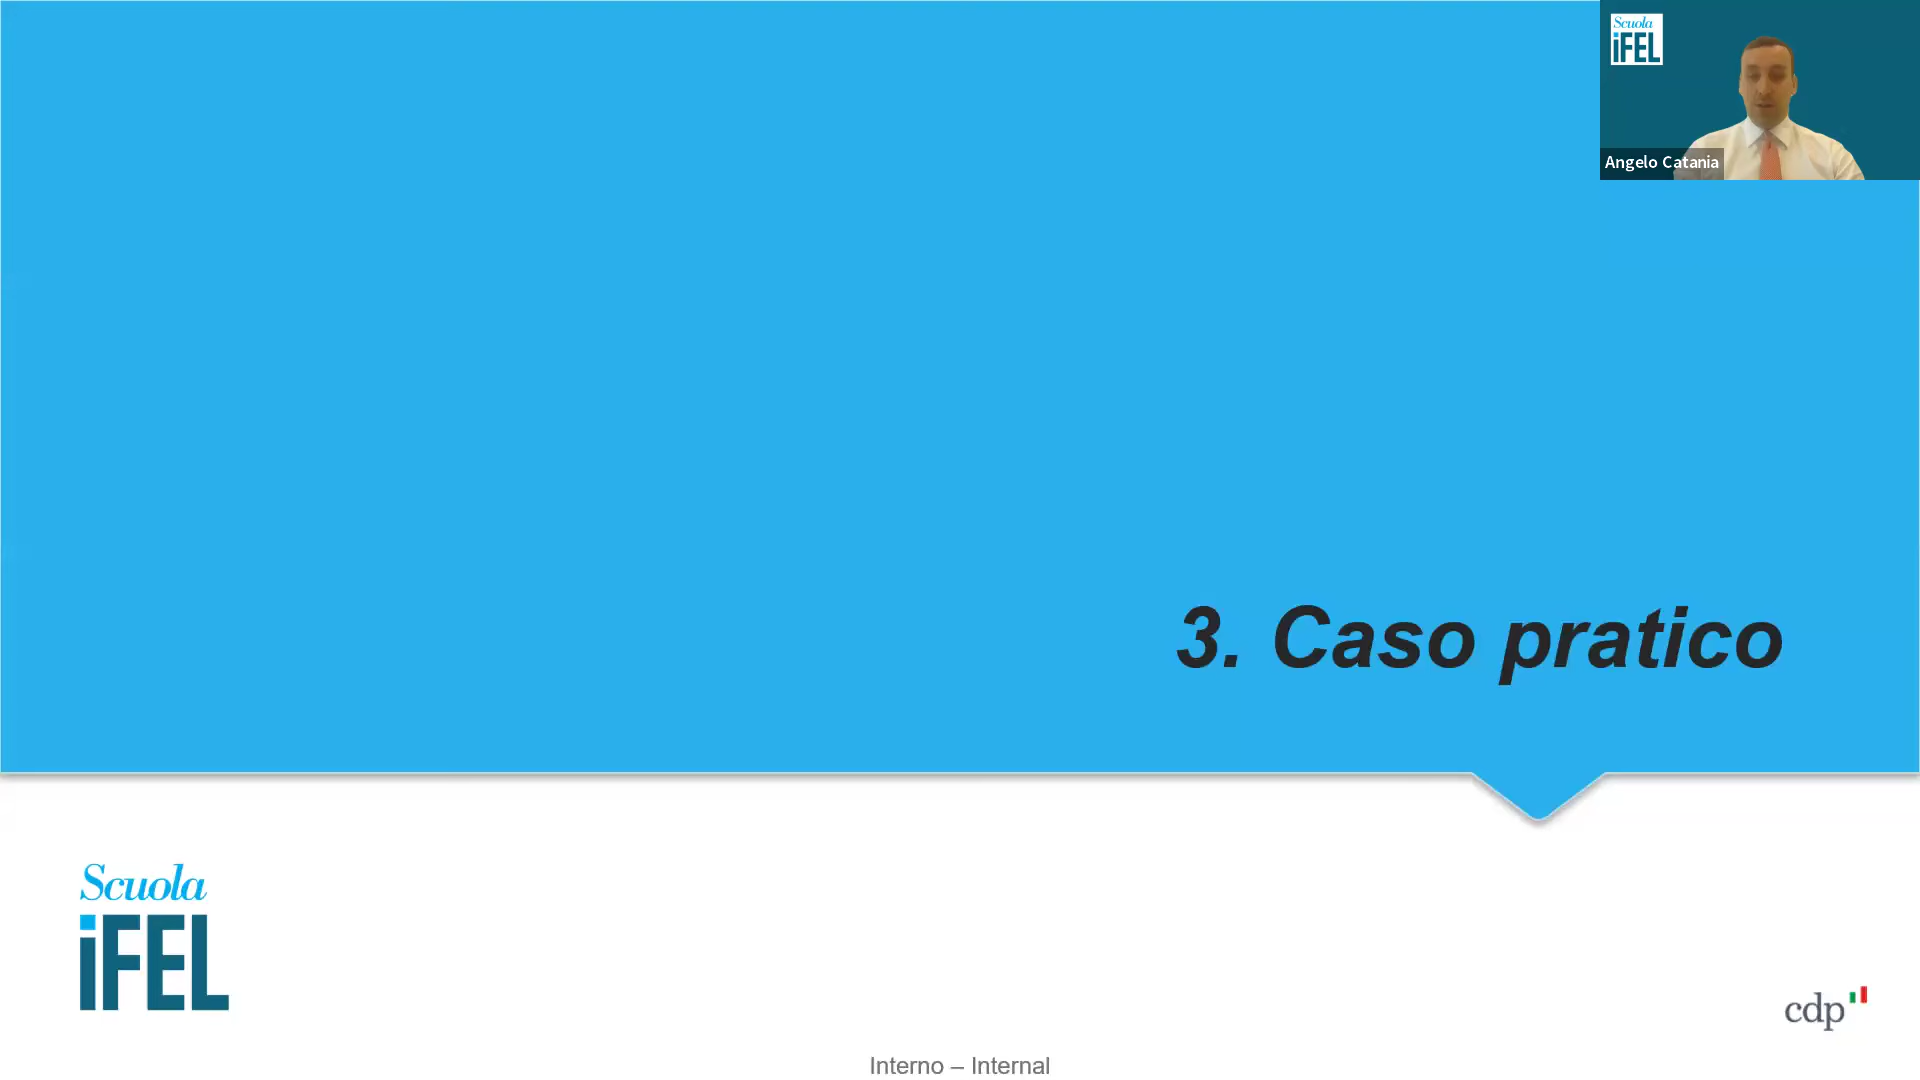 Scuola
iFEL
Angelo Catania
3. Caso pratico
Scuola
iFEL
cdp
Interno – Internal